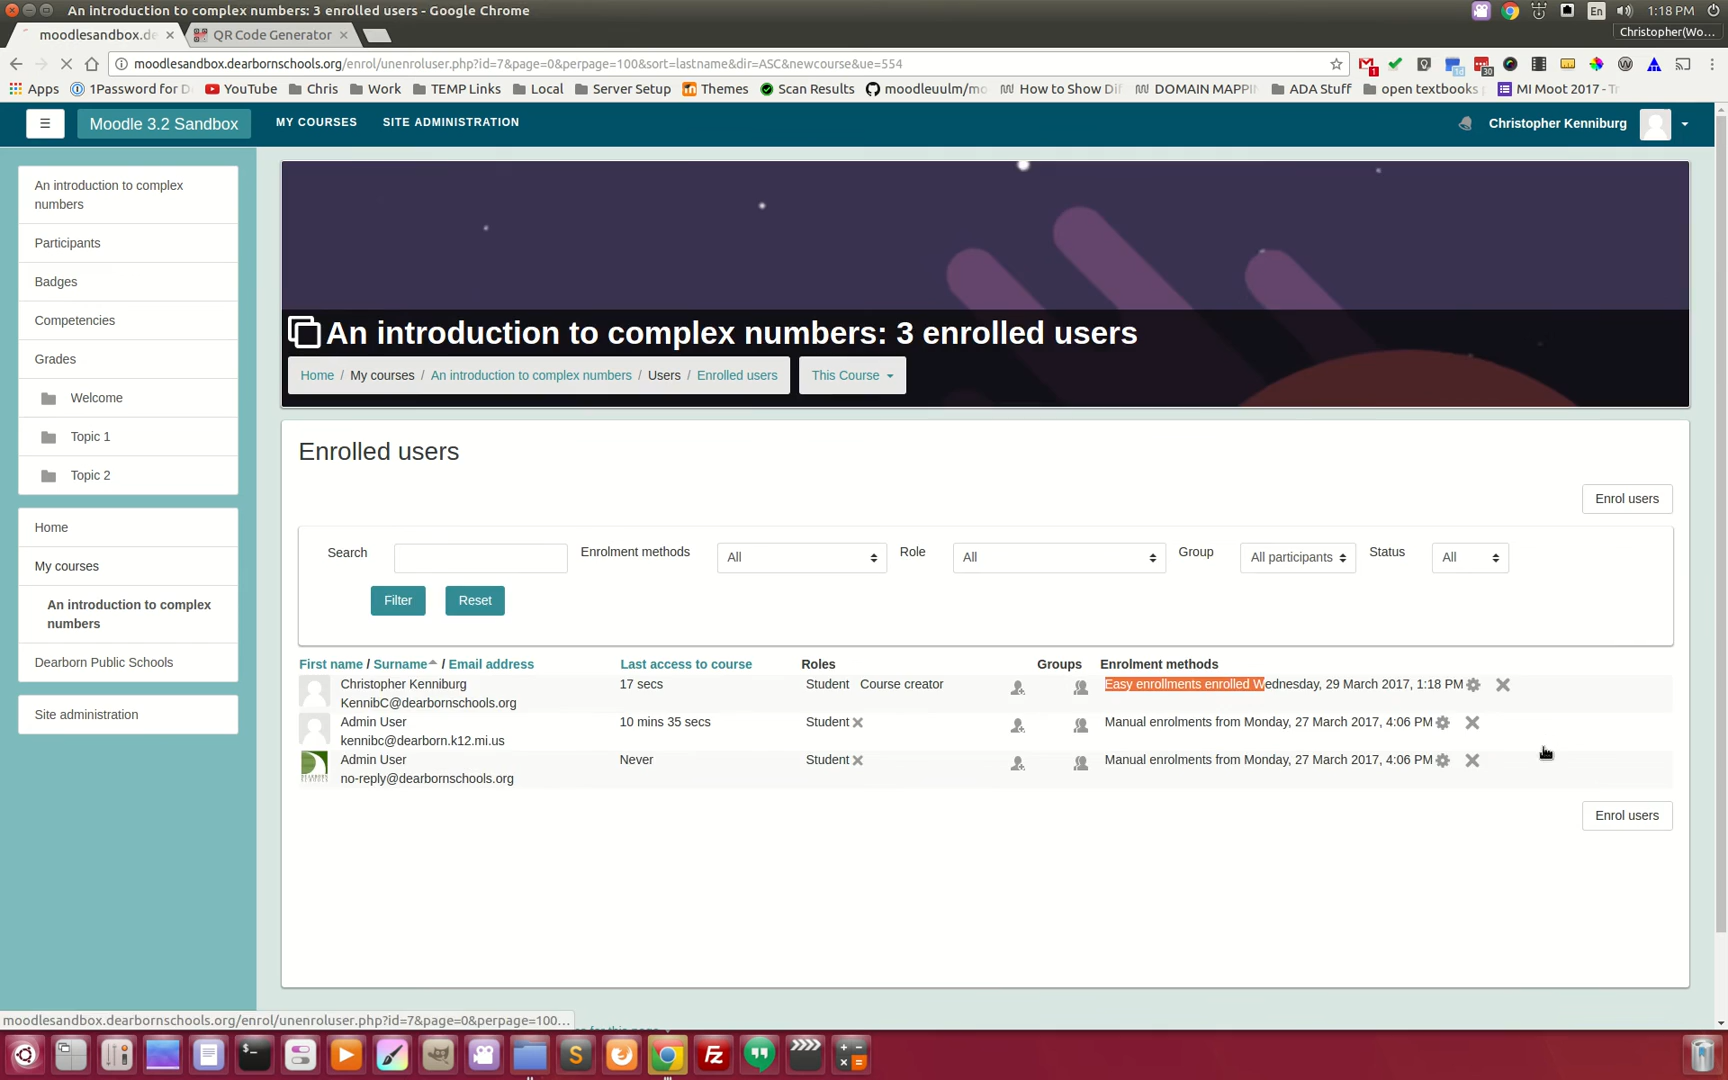 An introduction to complex numbers: 3 enrolled users - Google Chrome
En
1:18 PM
moodlesandbox.de
QR Code Generator
Christopher(Wo...
moodlesandbox.dearbornschools.org/enrol/unenroluser.php?id=7&page=0&perpage=100&sort=lastname&dir=ASC&newcourse&ue=554
Apps
1Password for D
YouTube
Chris
Work
TEMP Links
Local
Server Setup
Themes
Scan Results
moodleuulm/mo
How to Show Di
DOMAIN MAPPI
ADA Stuff
open textbooks
MI Moot 2017 - Tr
Moodle 3.2 Sandbox
MY COURSES
SITE ADMINISTRATION
Christopher Kenniburg
An introduction to complex
numbers
Participants
Badges
Competencies
Grades
Welcome
Topic 1
Topic 2
Home
My courses
An introduction to complex
numbers
Dearborn Public Schools
Site administration
An introduction to complex numbers: 3 enrolled users
Home / My courses / An introduction to complex numbers / Users / Enrolled users
This Course
Enrolled users
Enrol users
Search
Enrolment methods
All
Role
All
Group
All participants
Status
All
Filter
Reset
First name / Surname / Email address
Last access to course
Roles
Groups
Enrolment methods
Christopher Kenniburg
KennibC@dearbornschools.org
17 secs
Student
Course creator
Easy enrollments enrolled Wednesday, 29 March 2017, 1:18 PM
Admin User
kennibc@dearborn.k12.mi.us
10 mins 35 secs
Student
Manual enrolments from Monday, 27 March 2017, 4:06 PM
Admin User
no-reply@dearbornschools.org
Never
Student
Manual enrolments from Monday, 27 March 2017, 4:06 PM
Enrol users
moodlesandbox.dearbornschools.org/enrol/unenroluser.php?id=7&page=0&perpage=100...